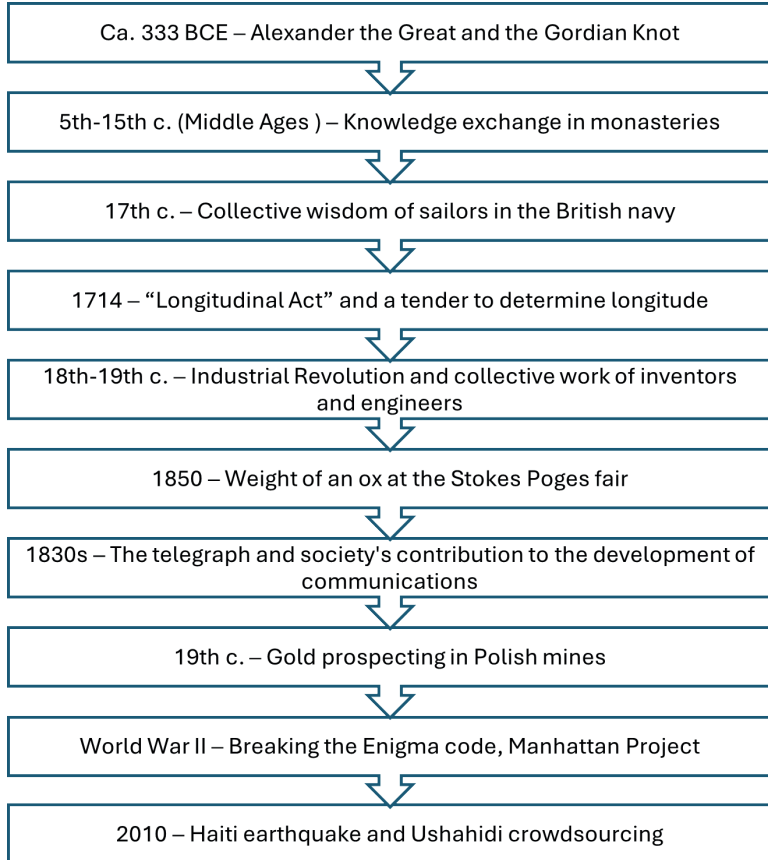 Ca. 333 BCE – Alexander the Great and the Gordian Knot
5th-15th c. (Middle Ages ) – Knowledge exchange in monasteries
17th c. – Collective wisdom of sailors in the British navy
1714 – “Longitudinal Act” and a tender to determine longitude
18th-19th c. – Industrial Revolution and collective work of inventors
and engineers
1850 – Weight of an ox at the Stokes Poges fair
1830s – The telegraph and society's contribution to the development of
communications
19th c. – Gold prospecting in Polish mines
World War II – Breaking the Enigma code, Manhattan Project
2010 – Haiti earthquake and Ushahidi crowdsourcing